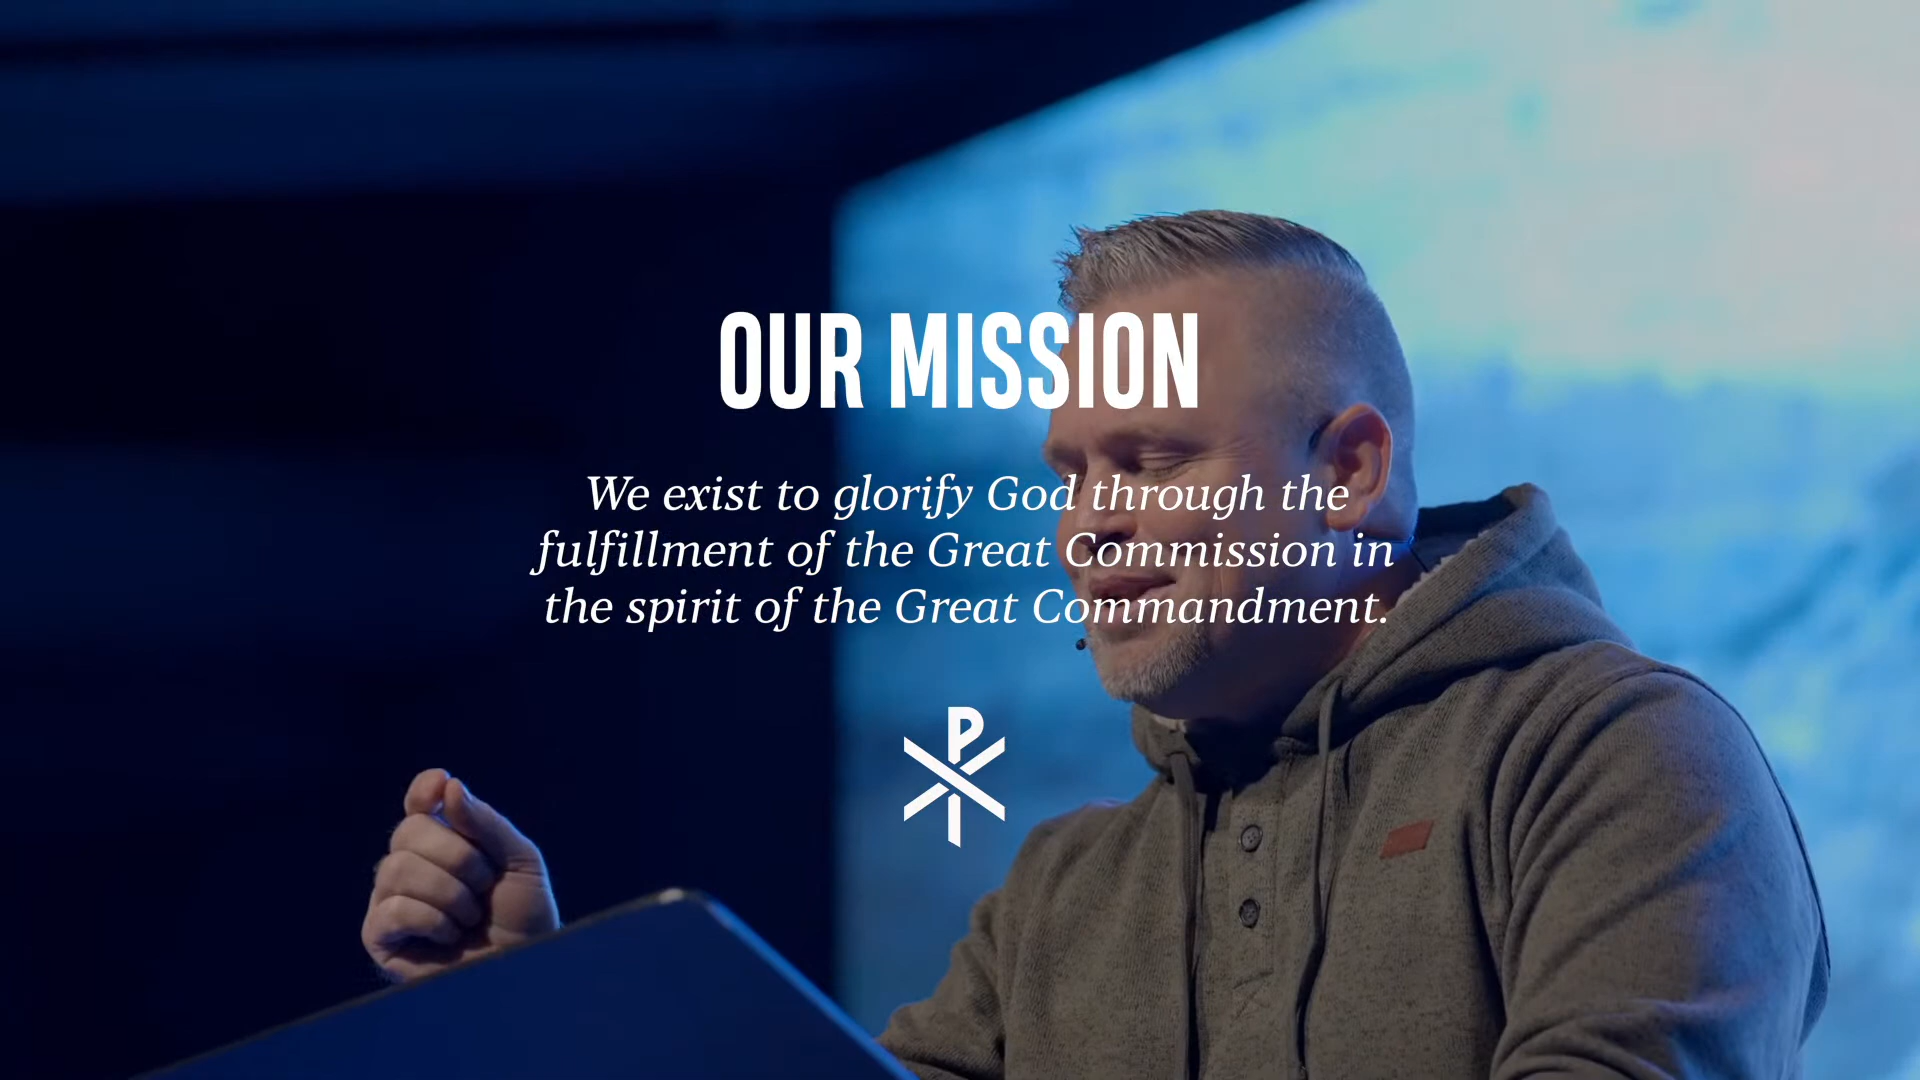 OUR MISSION
We exist to glorify God through the
fulfillment of the Great Commission in
the spirit of the Great Commandment.